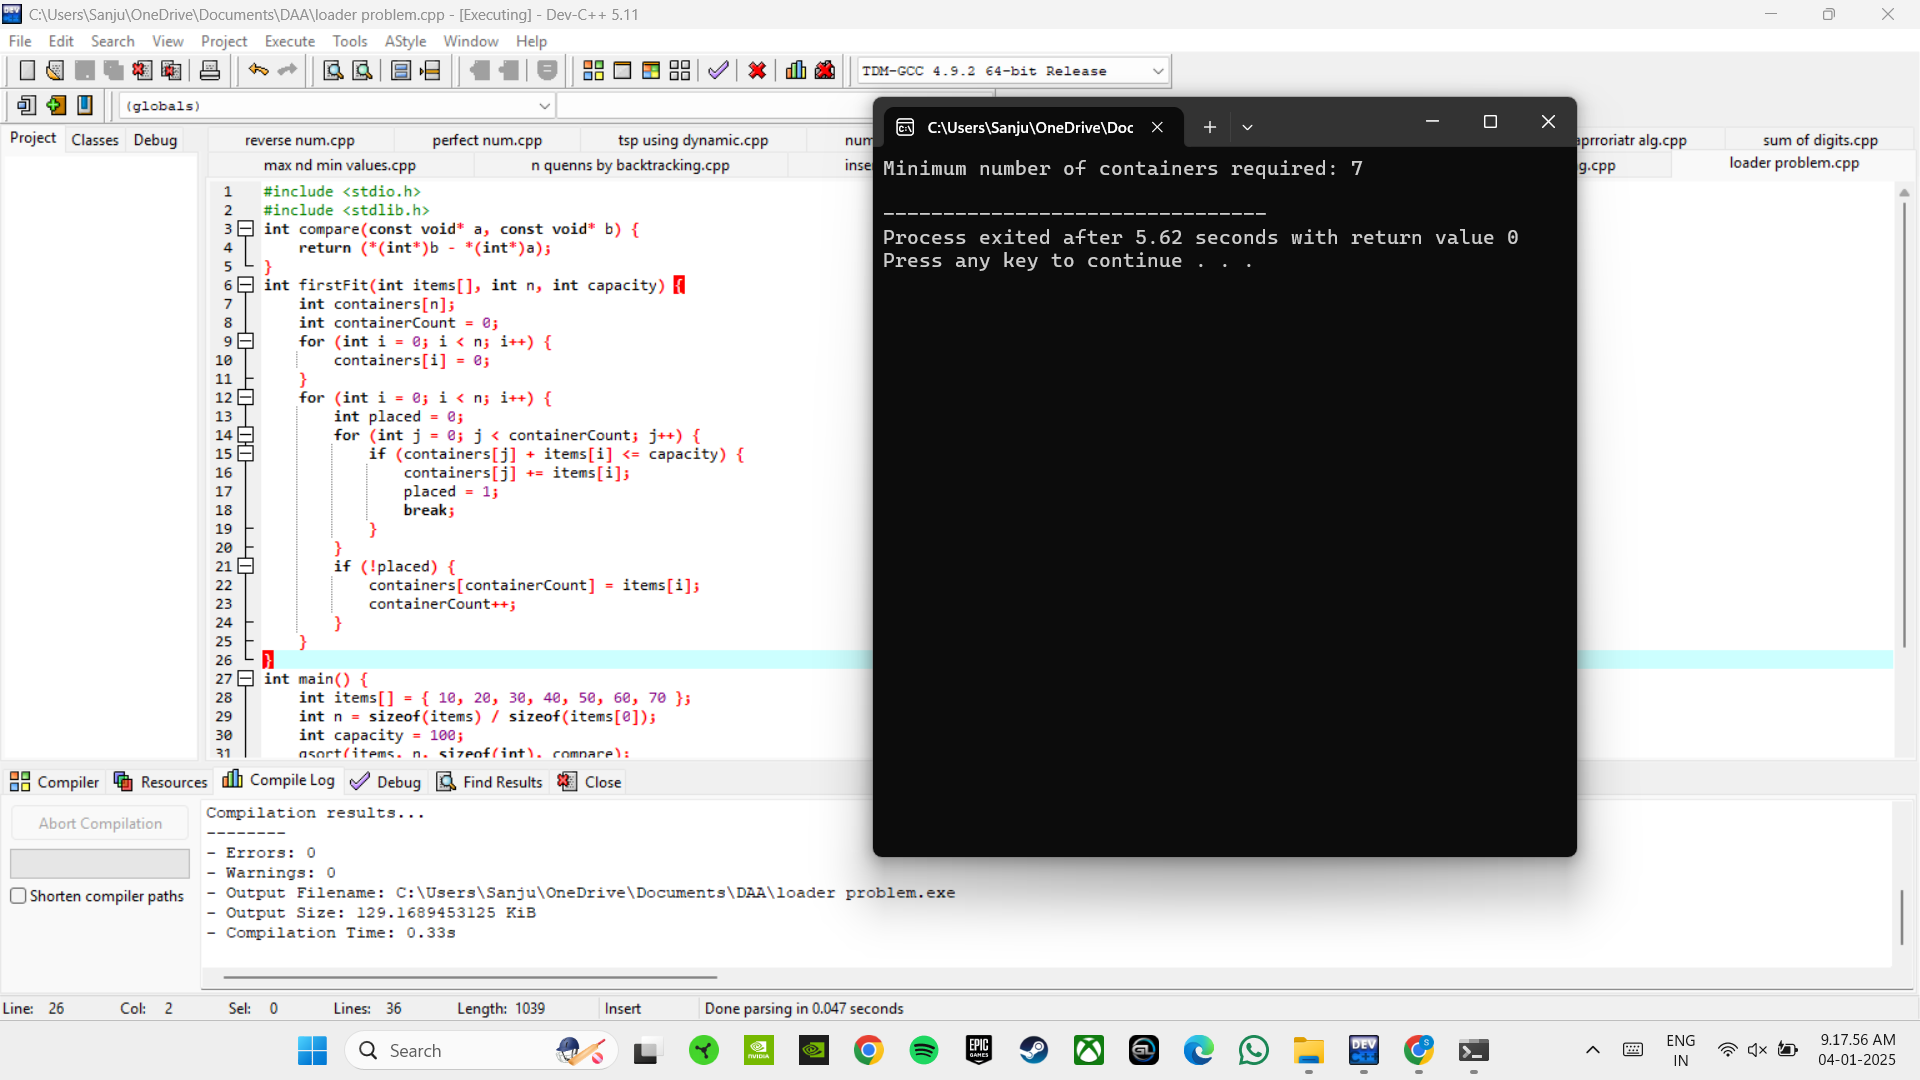 C:\Users\Sanju\OneDrive\Documents\DAA\loader problem.cpp - [Executing] - Dev-C++ 5.11
File Edit Search View Project Execute Tools AStyle Window Help
TDM-GCC 4.9.2 64-bit Release
(globals)
Project Classes Debug
reverse num.cpp perfect num.cpp tsp using dynamic.cpp num aprroriatr alg.cpp sum of digits.cpp
max nd min values.cpp n quenns by backtracking.cpp inse g.cpp loader problem.cpp
1 #include <stdio.h>
2 #include <stdlib.h>
3 int compare(const void* a, const void* b) {
4 return (*(int*)b - *(int*)a);
5 }
6 int firstFit(int items[], int n, int capacity) {
7 int containers[n];
8 int containerCount = 0;
9 for (int i = 0; i < n; i++) {
10 containers[i] = 0;
11 }
12 for (int i = 0; i < n; i++) {
13 int placed = 0;
14 for (int j = 0; j < containerCount; j++) {
15 if (containers[j] + items[i] <= capacity) {
16 containers[j] += items[i];
17 placed = 1;
18 break;
19 }
20 }
21 if (!placed) {
22 containers[containerCount] = items[i];
23 containerCount++;
24 }
25 }
26 }
27 int main() {
28 int items[] = { 10, 20, 30, 40, 50, 60, 70 };
29 int n = sizeof(items) / sizeof(items[0]);
30 int capacity = 100;
31 qsort(items, n, sizeof(int), compare);
C:\Users\Sanju\OneDrive\Doc
Minimum number of containers required: 7
--------------------------------
Process exited after 5.62 seconds with return value 0
Press any key to continue . . .
Compiler Resources Compile Log Debug Find Results Close
Abort Compilation
Shorten compiler paths
Compilation results...
--------
- Errors: 0
- Warnings: 0
- Output Filename: C:\Users\Sanju\OneDrive\Documents\DAA\loader problem.exe
- Output Size: 129.1689453125 KiB
- Compilation Time: 0.33s
Line: 26 Col: 2 Sel: 0 Lines: 36 Length: 1039 Insert Done parsing in 0.047 seconds
Search
ENG
IN
9.17.56 AM
04-01-2025